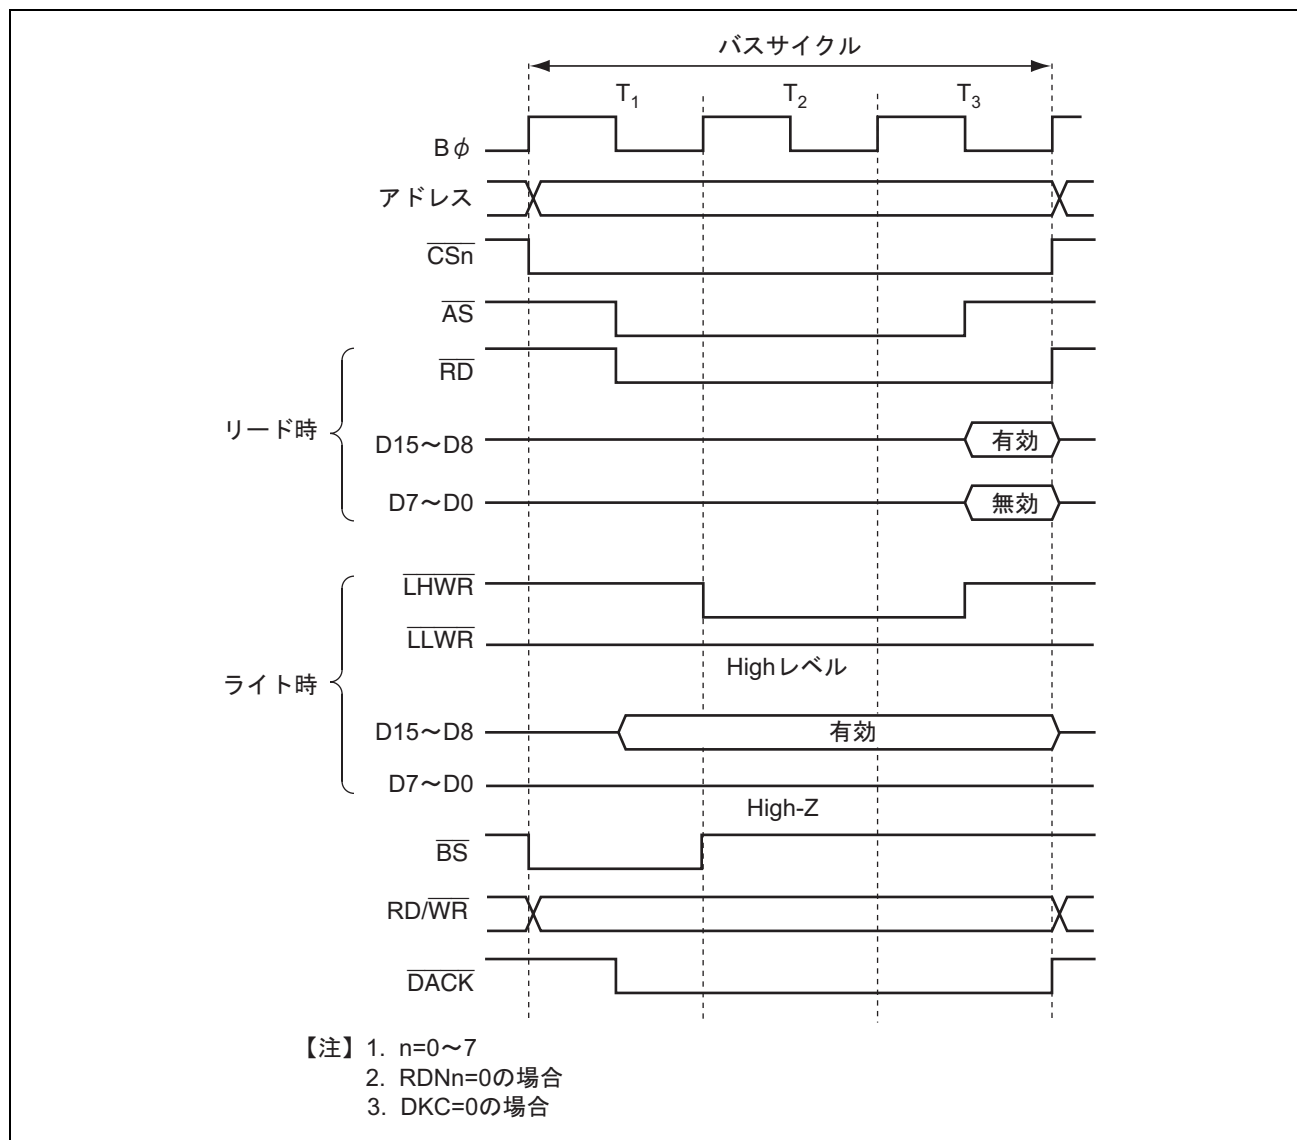 バスサイクル
T1 T2 T3
Bφ
アドレス
CSn
AS
RD
リード時
D15～D8 有効
D7～D0 無効
LHWR
LLWR
Highレベル
ライト時
D15～D8 有効
D7～D0
High-Z
BS
RD/WR
DACK
【注】 1. n=0～7
2. RDNn=0の場合
3. DKC=0の場合